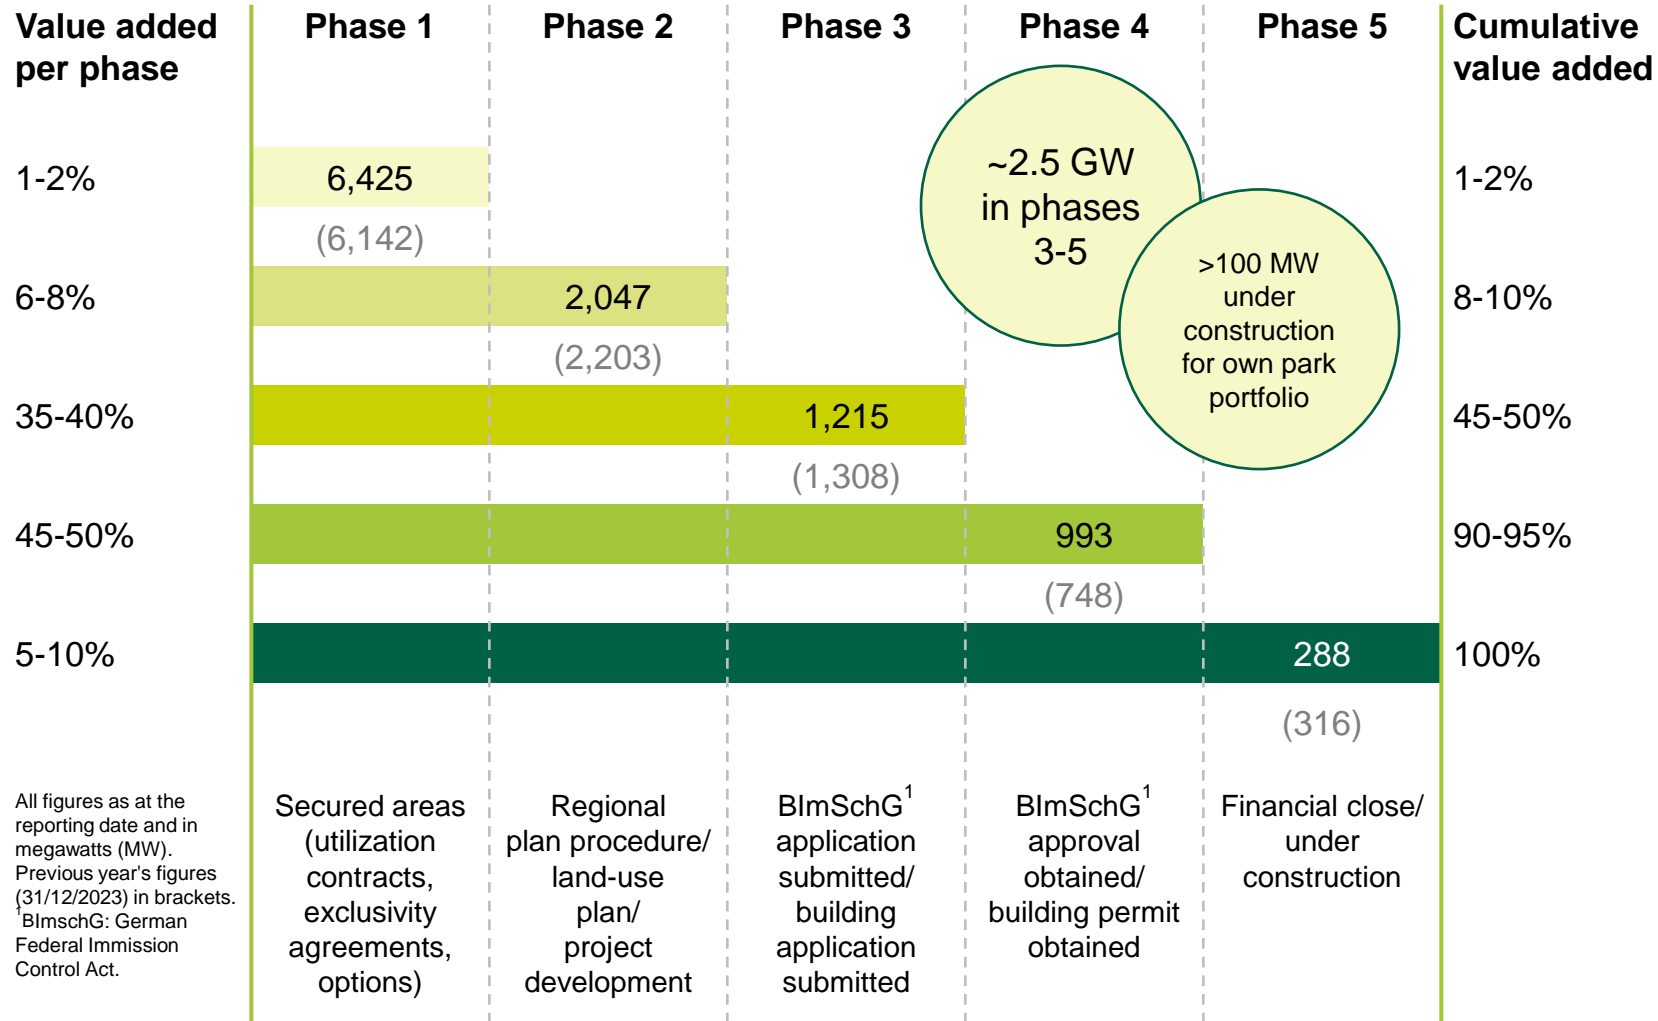 Value added
per phase
Phase 1
Phase 2
Phase 3
Phase 4
Phase 5
Cumulative
value added
1-2%
6,425
(6,142)
1-2%
6-8%
2,047
(2,203)
8-10%
35-40%
1,215
(1,308)
45-50%
45-50%
993
(748)
90-95%
5-10%
288
(316)
100%
~2.5 GW
in phases
3-5
>100 MW
under
construction
for own park
portfolio
All figures as at the
reporting date and in
megawatts (MW).
Previous year's figures
(31/12/2023) in brackets.
1BImschG: German
Federal Immission
Control Act.
Secured areas
(utilization
contracts,
exclusivity
agreements,
options)
Regional
plan procedure/
land-use
plan/
project
development
BImSchG1
application
submitted/
building
application
submitted
BImSchG1
approval
obtained/
building permit
obtained
Financial close/
under
construction